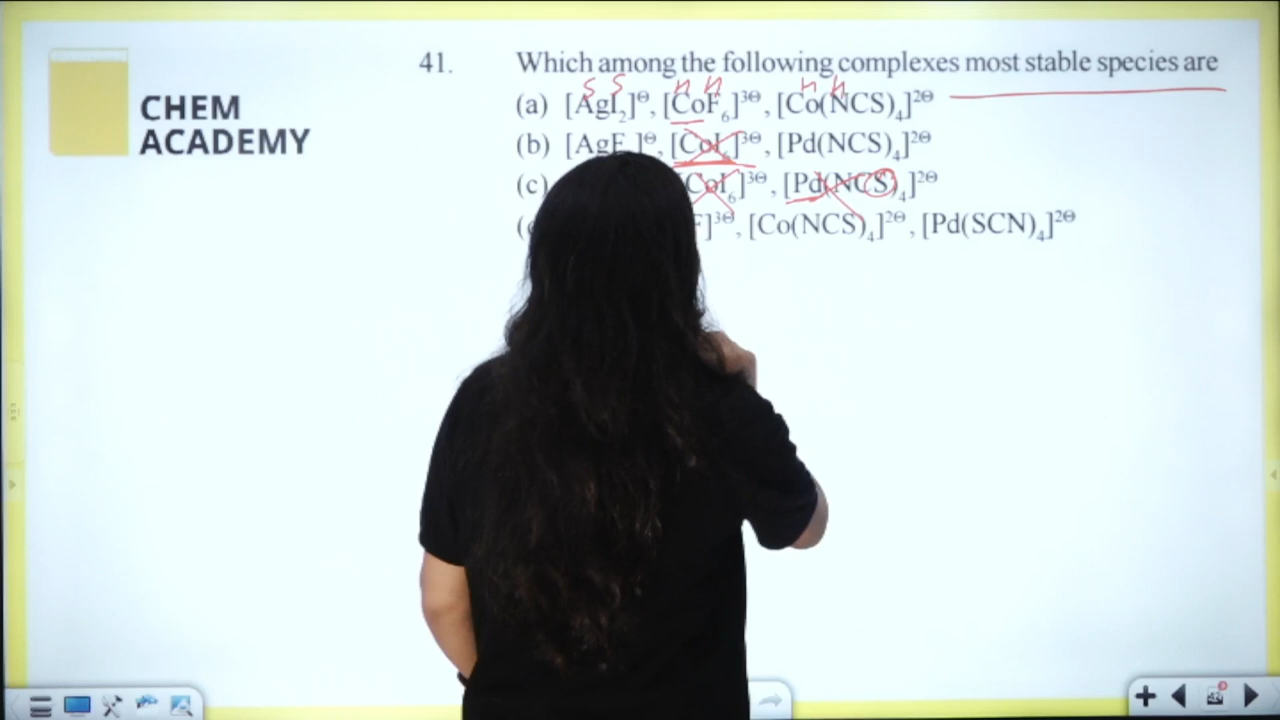 CHEM
ACADEMY
41. Which among the following complexes most stable species are
S S h h h h
(a) [AgI₂]⊖, [CoF₆]³⊖, [Co(NCS)₄]²⊖
(b) [AgF₂]⊖, [CoI₆]³⊖, [Pd(NCS)₄]²⊖
(c) CoI₆]³⊖, [Pd(NCS)₄]²⊖
]³⊖, [Co(NCS)₄]²⊖, [Pd(SCN)₄]²⊖